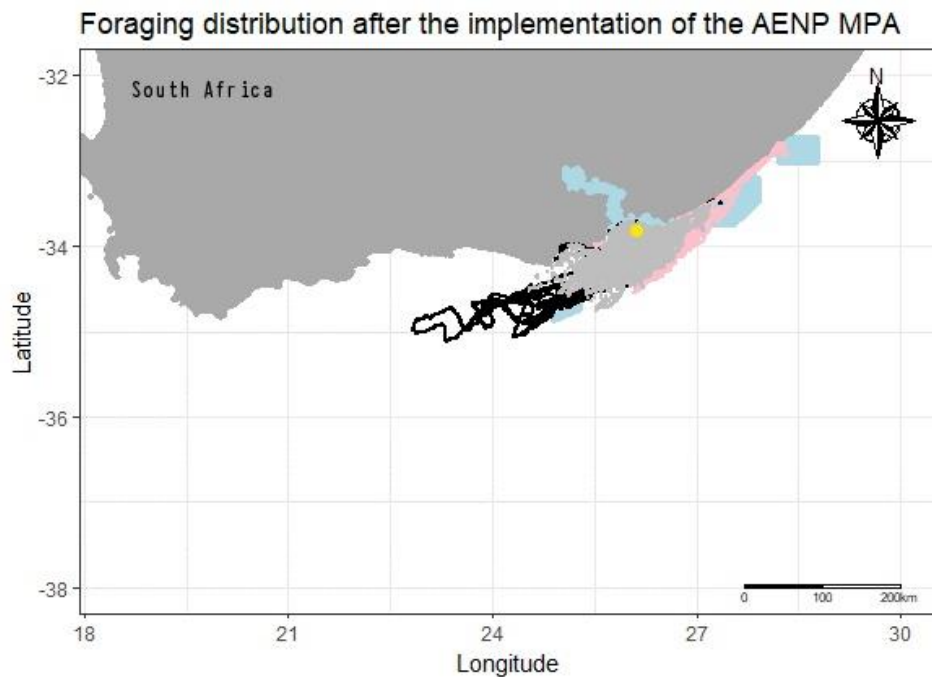 Foraging distribution after the implementation of the AENP MPA
South Africa
N
-32
-34
-36
-38
Latitude
0 100 200km
18 21 24 27 30
Longitude